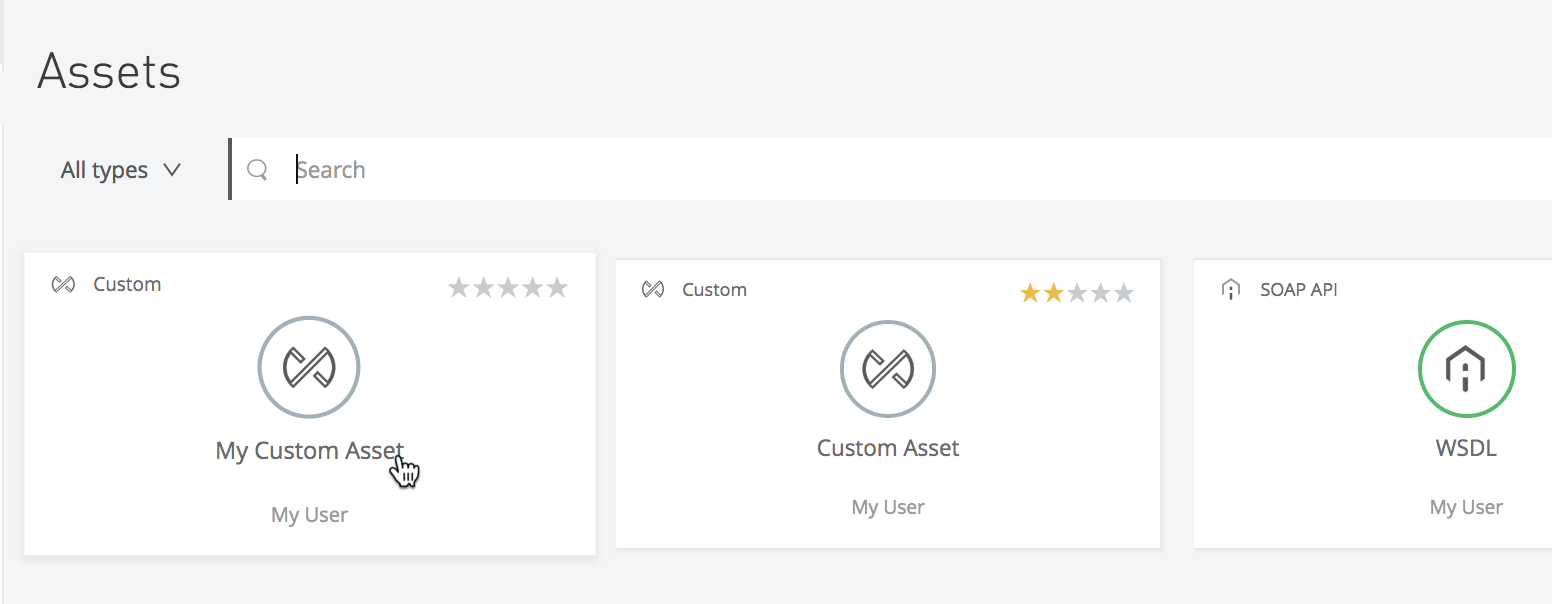 Assets
All types
Search
Custom
My Custom Asset
My User
Custom
Custom Asset
My User
SOAP API
WSDL
My User